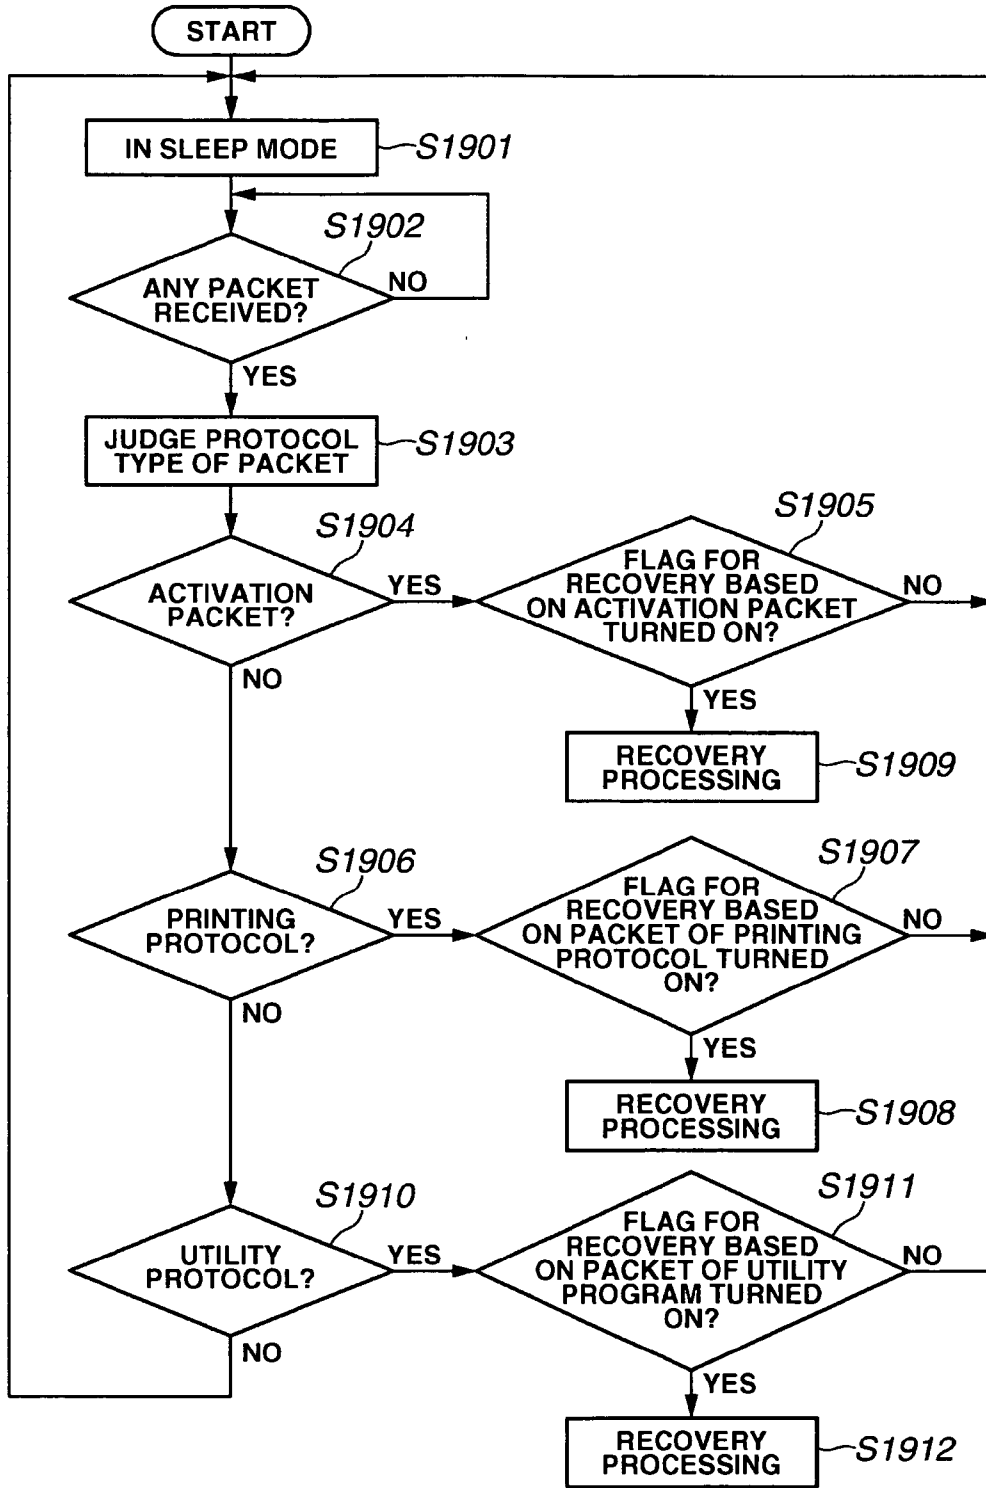 START
IN SLEEP MODE
S1901
S1902
ANY PACKET
RECEIVED?
NO
YES
JUDGE PROTOCOL
TYPE OF PACKET
S1903
S1904
ACTIVATION
PACKET?
YES
NO
S1905
FLAG FOR
RECOVERY BASED
ON ACTIVATION PACKET
TURNED ON?
NO
YES
RECOVERY
PROCESSING
S1909
S1906
PRINTING
PROTOCOL?
YES
NO
S1907
FLAG FOR
RECOVERY BASED
ON PACKET OF PRINTING
PROTOCOL TURNED
ON?
NO
YES
RECOVERY
PROCESSING
S1908
S1910
UTILITY
PROTOCOL?
YES
NO
S1911
FLAG FOR
RECOVERY BASED
ON PACKET OF UTILITY
PROGRAM TURNED
ON?
NO
YES
RECOVERY
PROCESSING
S1912